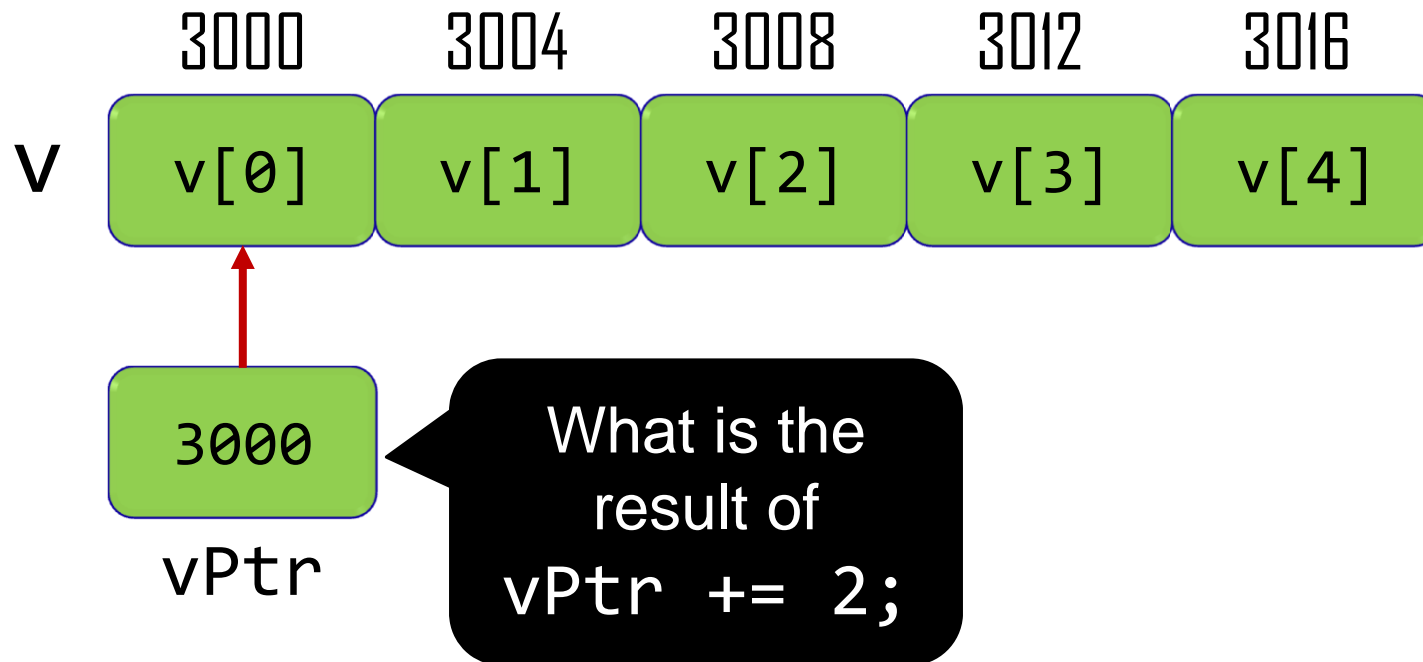 3000 3004 3008 3012 3016
v v[0] v[1] v[2] v[3] v[4]
3000
vPtr
What is the
result of
vPtr += 2;